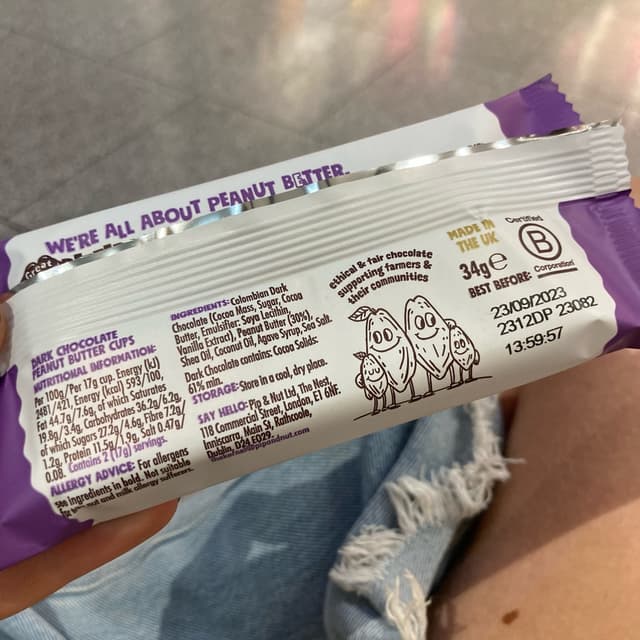 WE'RE ALL ABOUT PEANUT BETTER.
DARK CHOCOLATE
PEANUT BUTTER CUPS
NUTRITIONAL INFORMATION:
Per 100g/Per 17g cup. Energy (kJ)
2481/421, Energy (kcal) 593/100,
Fat 44.7g/7.6g, of which Saturates
19.8g/3.4g, Carbohydrates 36.2g/6.2g,
of which Sugars 27.2g/4.6g, Fibre 7.2g/
1.2g, Protein 11.5g/1.9g, Salt 0.47g/
0.08. Contains 2 (17g) servings.
ALLERGY ADVICE: For allergens
See ingredients in bold. Not suitable
nut and milk allergy sufferers.
INGREDIENTS: Colombian Dark
Chocolate (Cocoa Mass, Sugar, Cocoa
Butter, Emulsifier: Soya Lecithin,
Vanilla Extract), Peanut Butter (30%),
Shea Oil, Coconut Oil, Agave Syrup, Sea Salt.
Dark Chocolate contains: Cocoa Solids:
61% min.
STORAGE: Store in a cool, dry place.
SAY HELLO: Pip & Nut Ltd, The Nest,
118 Commercial Street, London, E1 6NF.
Inniscarra, Main St, Rathcoole,
Dublin, D24 E029.
pipandnut.com
ethical & fair chocolate
supporting farmers &
their communities
MADE IN
THE UK
34g e
BEST BEFORE:
Certified
B
Corporation
23/09/2023
2312DP 23082
13:59:57